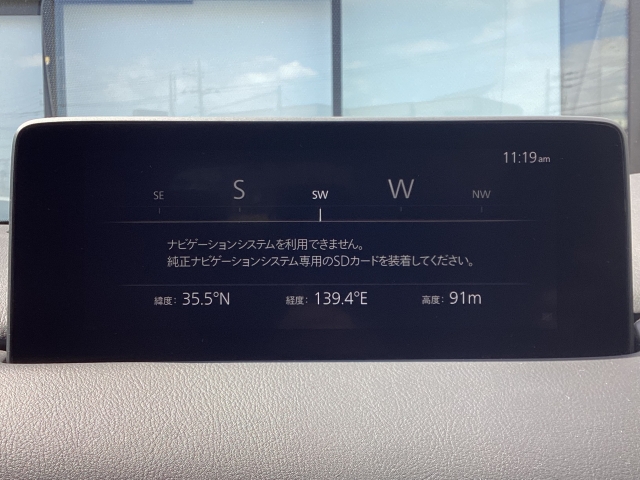 11:19am
SE S SW W NW
ナビゲーションシステムを利用できません。
純正ナビゲーションシステム専用のSDカードを装着してください。
緯度: 35.5°N 経度: 139.4°E 高度: 91m